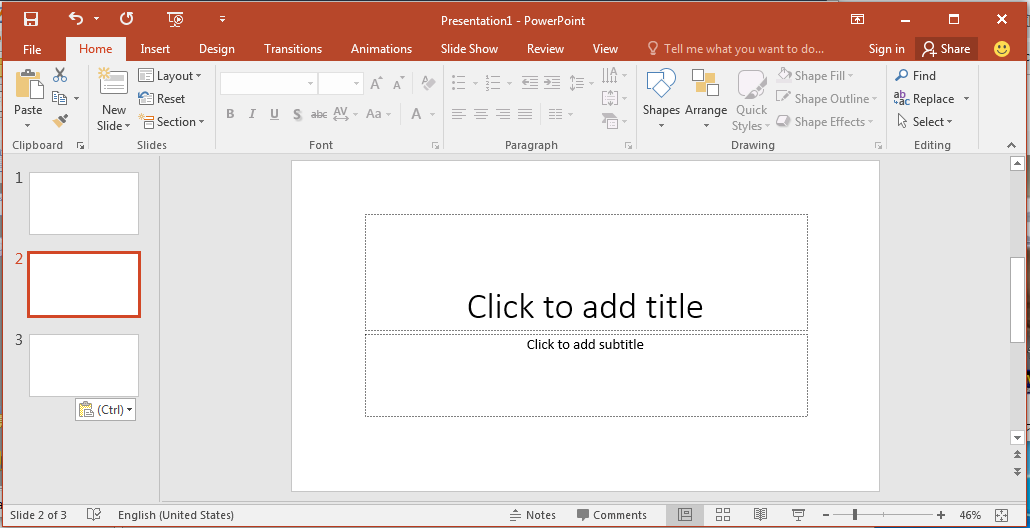 Presentation1 - PowerPoint
File Home Insert Design Transitions Animations Slide Show Review View Tell me what you want to do... Sign in Share
Paste
Clipboard
New
Slide
Layout
Reset
Section
Slides
B I U S abc AV Aa A
Font
Paragraph
Shapes
Arrange
Quick
Styles
Shape Fill
Shape Outline
Shape Effects
Drawing
Find
Replace
Select
Editing
1
2
3
(Ctrl)
Click to add title
Click to add subtitle
Slide 2 of 3 English (United States) Notes Comments 46%